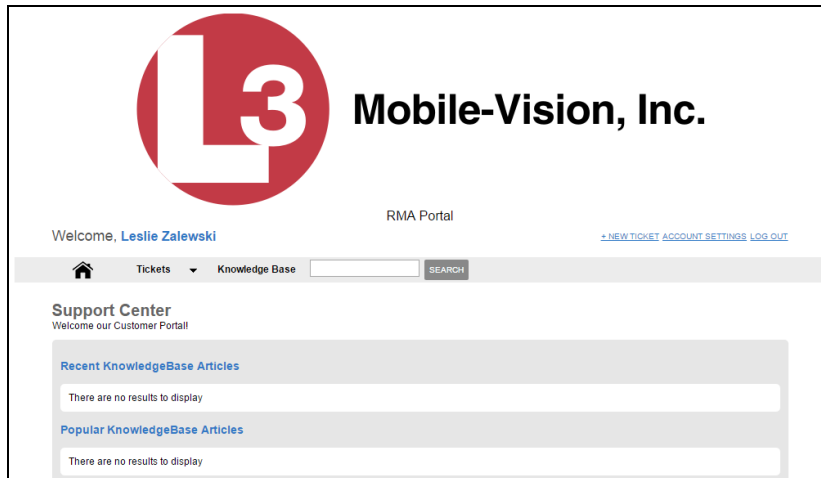 L3
Mobile-Vision, Inc.
RMA Portal
Welcome, Leslie Zalewski
+ NEW TICKET ACCOUNT SETTINGS LOG OUT
Tickets Knowledge Base SEARCH
Support Center
Welcome our Customer Portal!
Recent KnowledgeBase Articles
There are no results to display
Popular KnowledgeBase Articles
There are no results to display